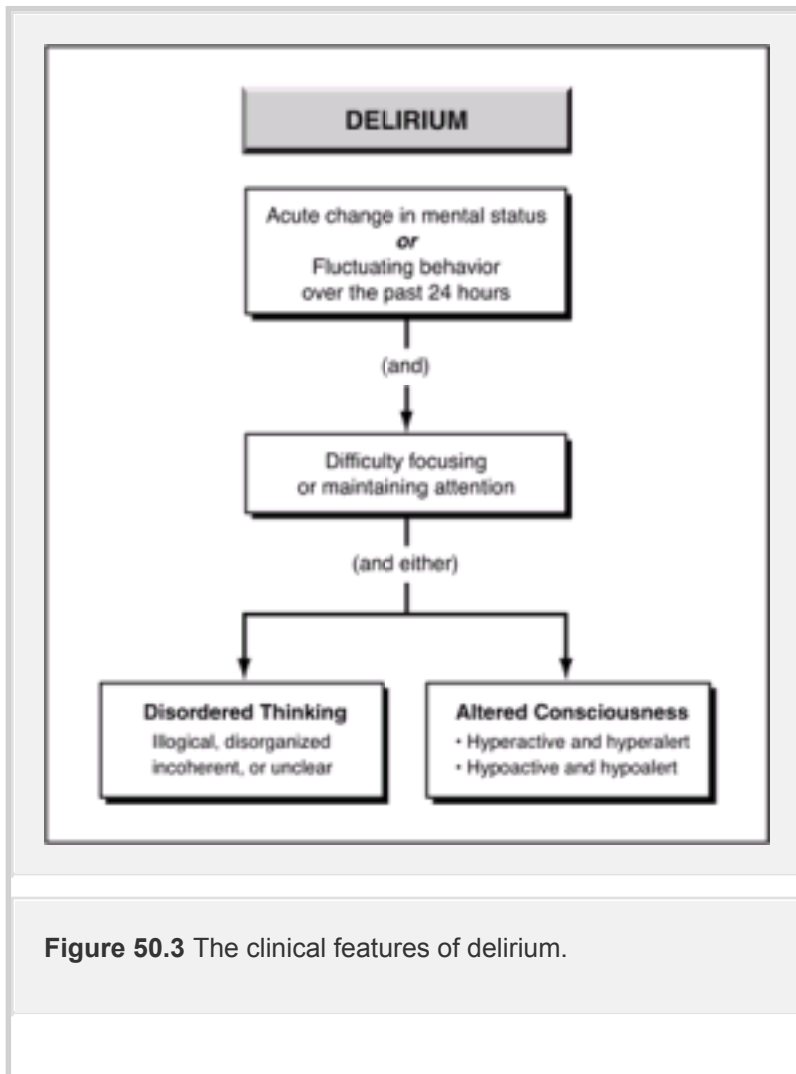 DELIRIUM
Acute change in mental status
or
Fluctuating behavior
over the past 24 hours
(and)
Difficulty focusing
or maintaining attention
(and either)
Disordered Thinking
Illogical, disorganized
incoherent, or unclear
Altered Consciousness
• Hyperactive and hyperalert
• Hypoactive and hypoalert
Figure 50.3 The clinical features of delirium.